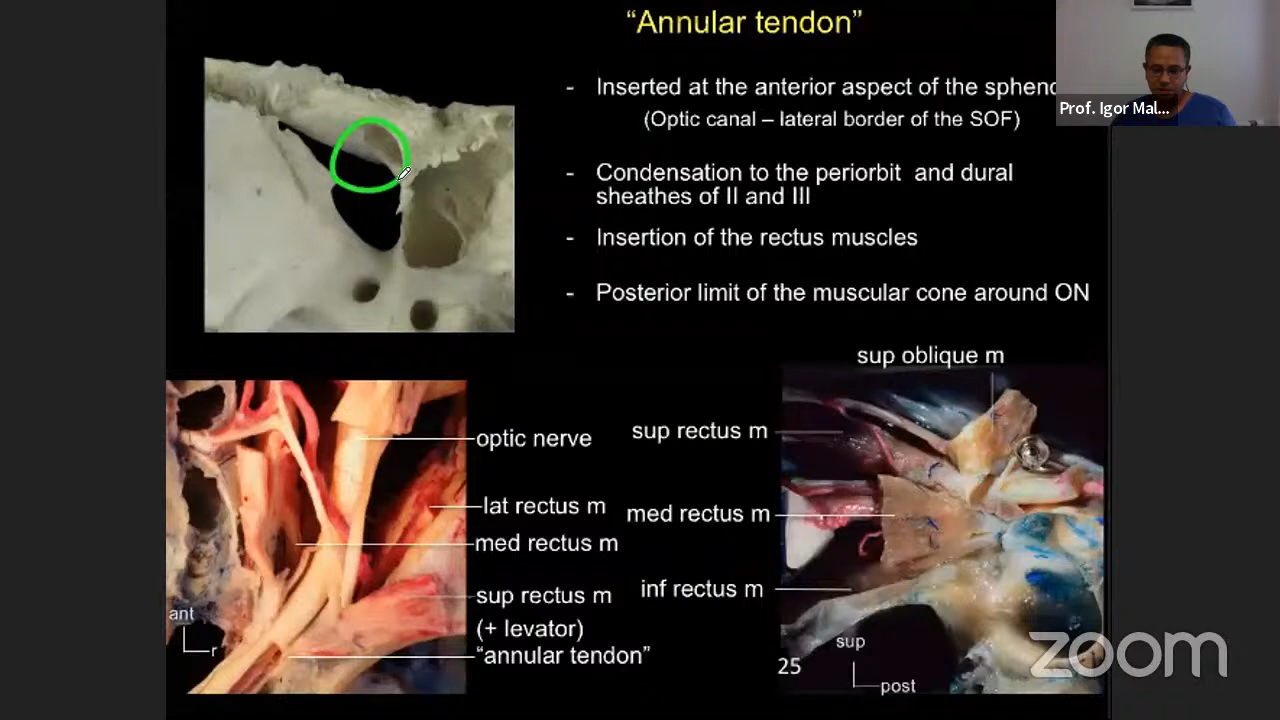 “Annular tendon”
- Inserted at the anterior aspect of the spheno
(Optic canal – lateral border of the SOF)
Prof. Igor Mal...
- Condensation to the periorbit and dural
sheathes of II and III
- Insertion of the rectus muscles
- Posterior limit of the muscular cone around ON
sup oblique m
optic nerve
sup rectus m
lat rectus m
med rectus m
med rectus m
sup rectus m
inf rectus m
(+ levator)
“annular tendon”
ant
r
sup
25
post
zoom